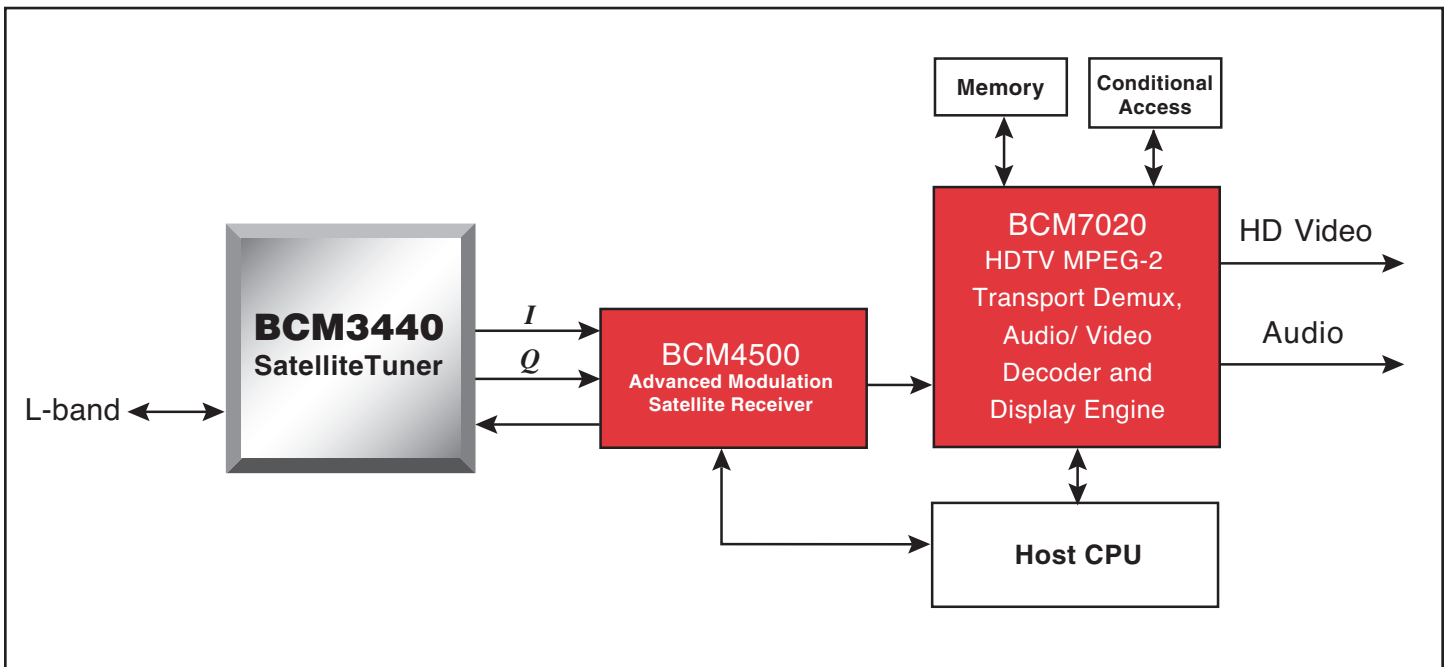 Memory
Conditional
Access
BCM7020
HDTV MPEG-2
Transport Demux,
Audio/ Video
Decoder and
Display Engine
HD Video
Audio
BCM3440
SatelliteTuner
I
Q
BCM4500
Advanced Modulation
Satellite Receiver
L-band
Host CPU